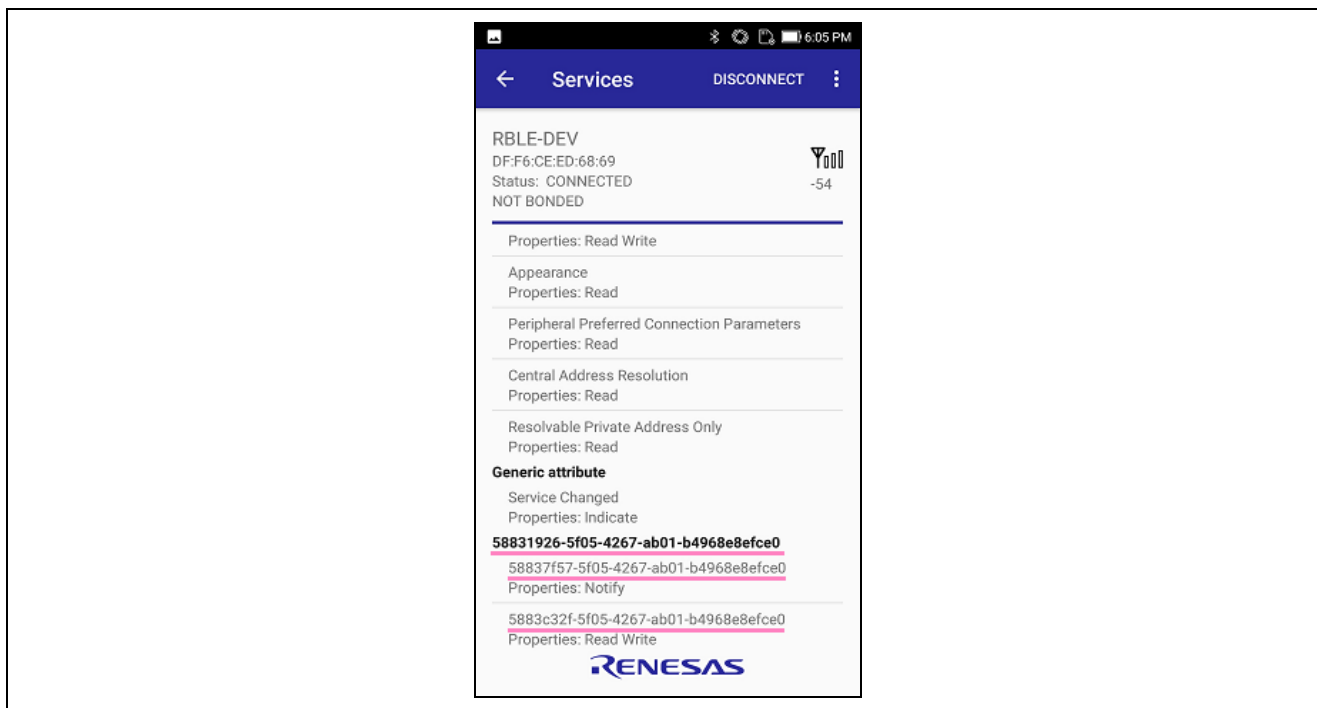 6:05 PM
Services
DISCONNECT
RBLE-DEV
DF:F6:CE:ED:68:69
Status: CONNECTED
-54
NOT BONDED
Properties: Read Write
Appearance
Properties: Read
Peripheral Preferred Connection Parameters
Properties: Read
Central Address Resolution
Properties: Read
Resolvable Private Address Only
Properties: Read
Generic attribute
Service Changed
Properties: Indicate
58831926-5f05-4267-ab01-b4968e8efce0
58837f57-5f05-4267-ab01-b4968e8efce0
Properties: Notify
5883c32f-5f05-4267-ab01-b4968e8efce0
Properties: Read Write
RENESAS